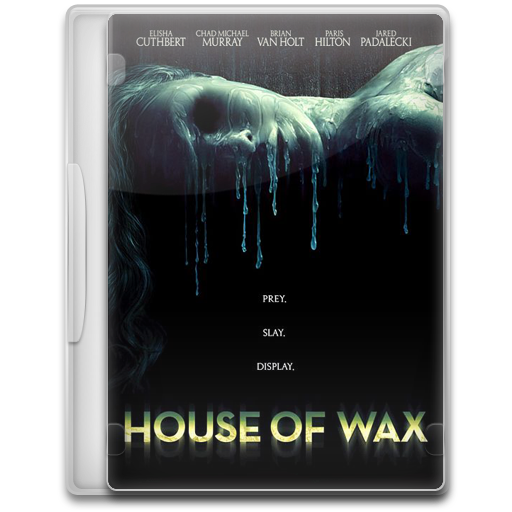 ELISHA CHAD MICHAEL BRIAN PARIS JARED
CUTHBERT MURRAY VAN HOLT HILTON PADALECKI
PREY.
SLAY.
DISPLAY.
HOUSE OF WAX